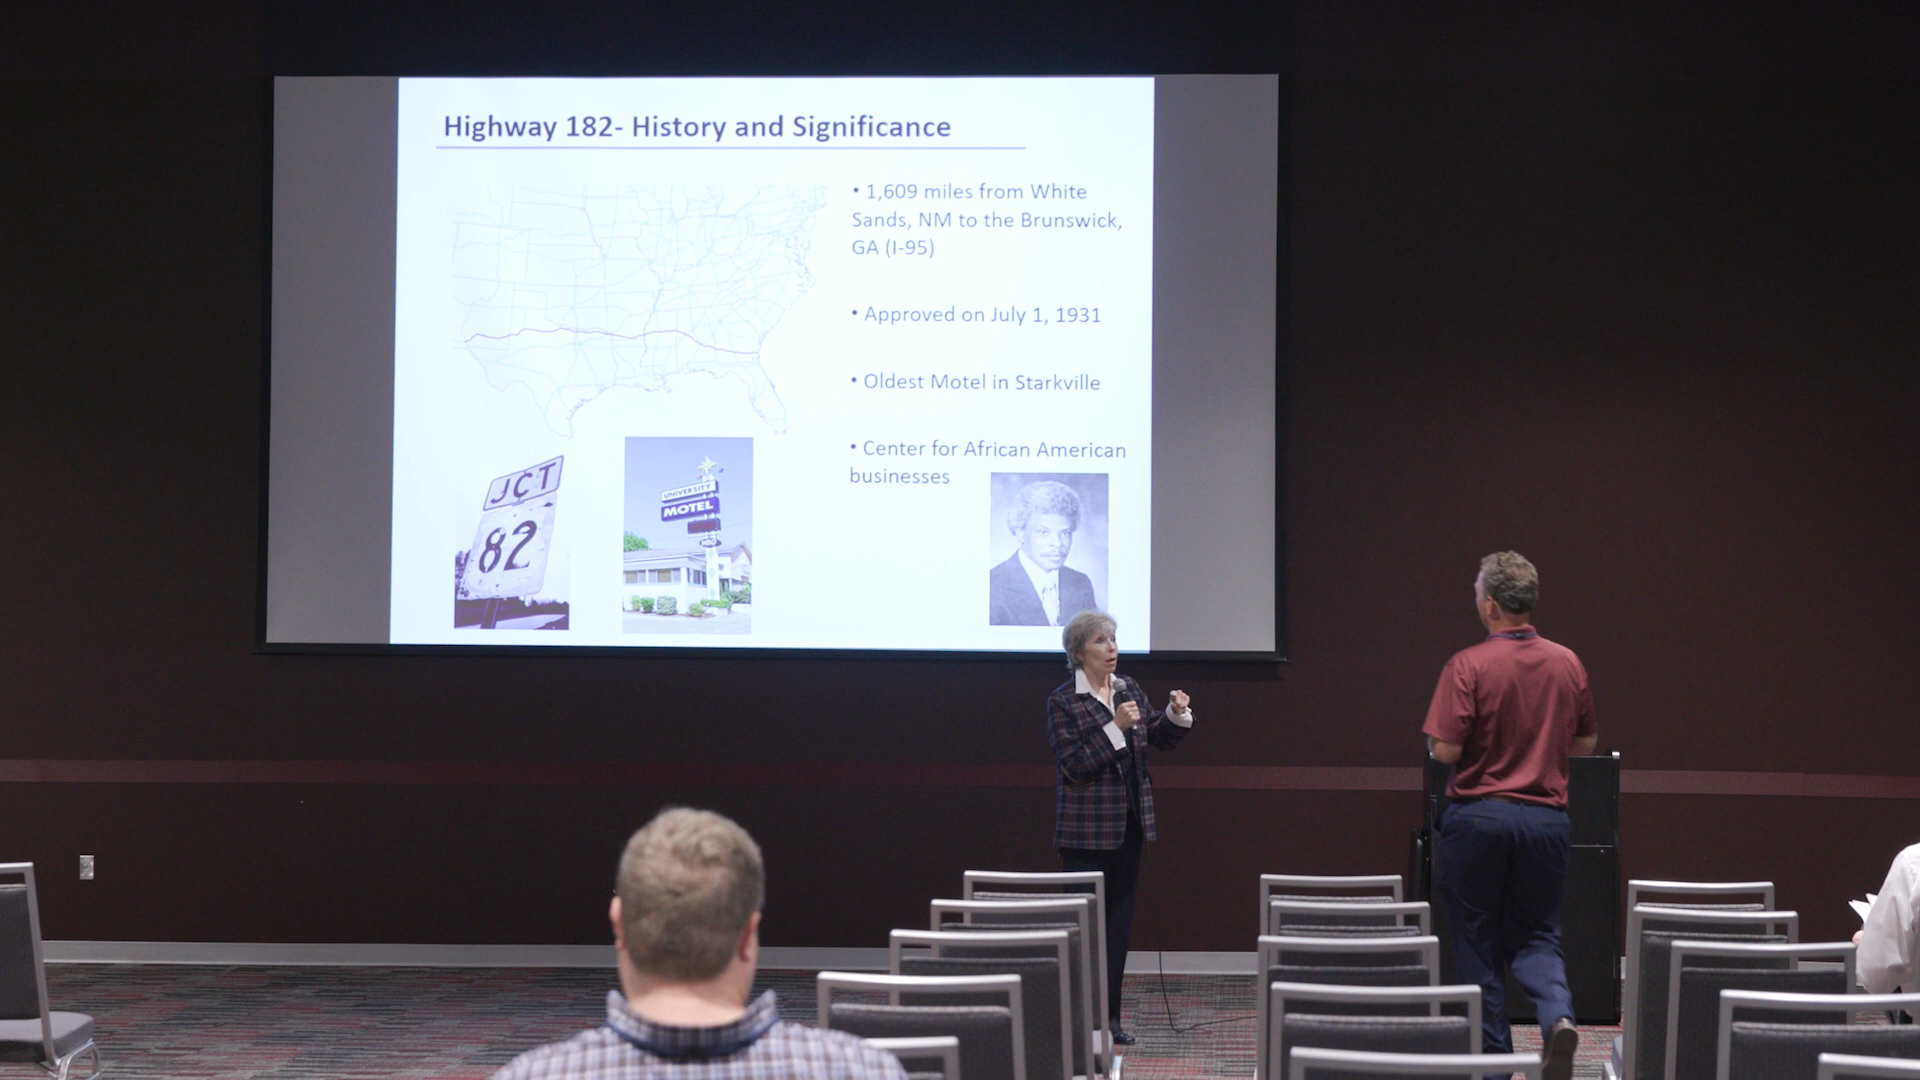 Highway 182- History and Significance
• 1,609 miles from White
Sands, NM to the Brunswick,
GA (I-95)
• Approved on July 1, 1931
• Oldest Motel in Starkville
• Center for African American
businesses
JCT
82
UNIVERSITY
MOTEL
HBO